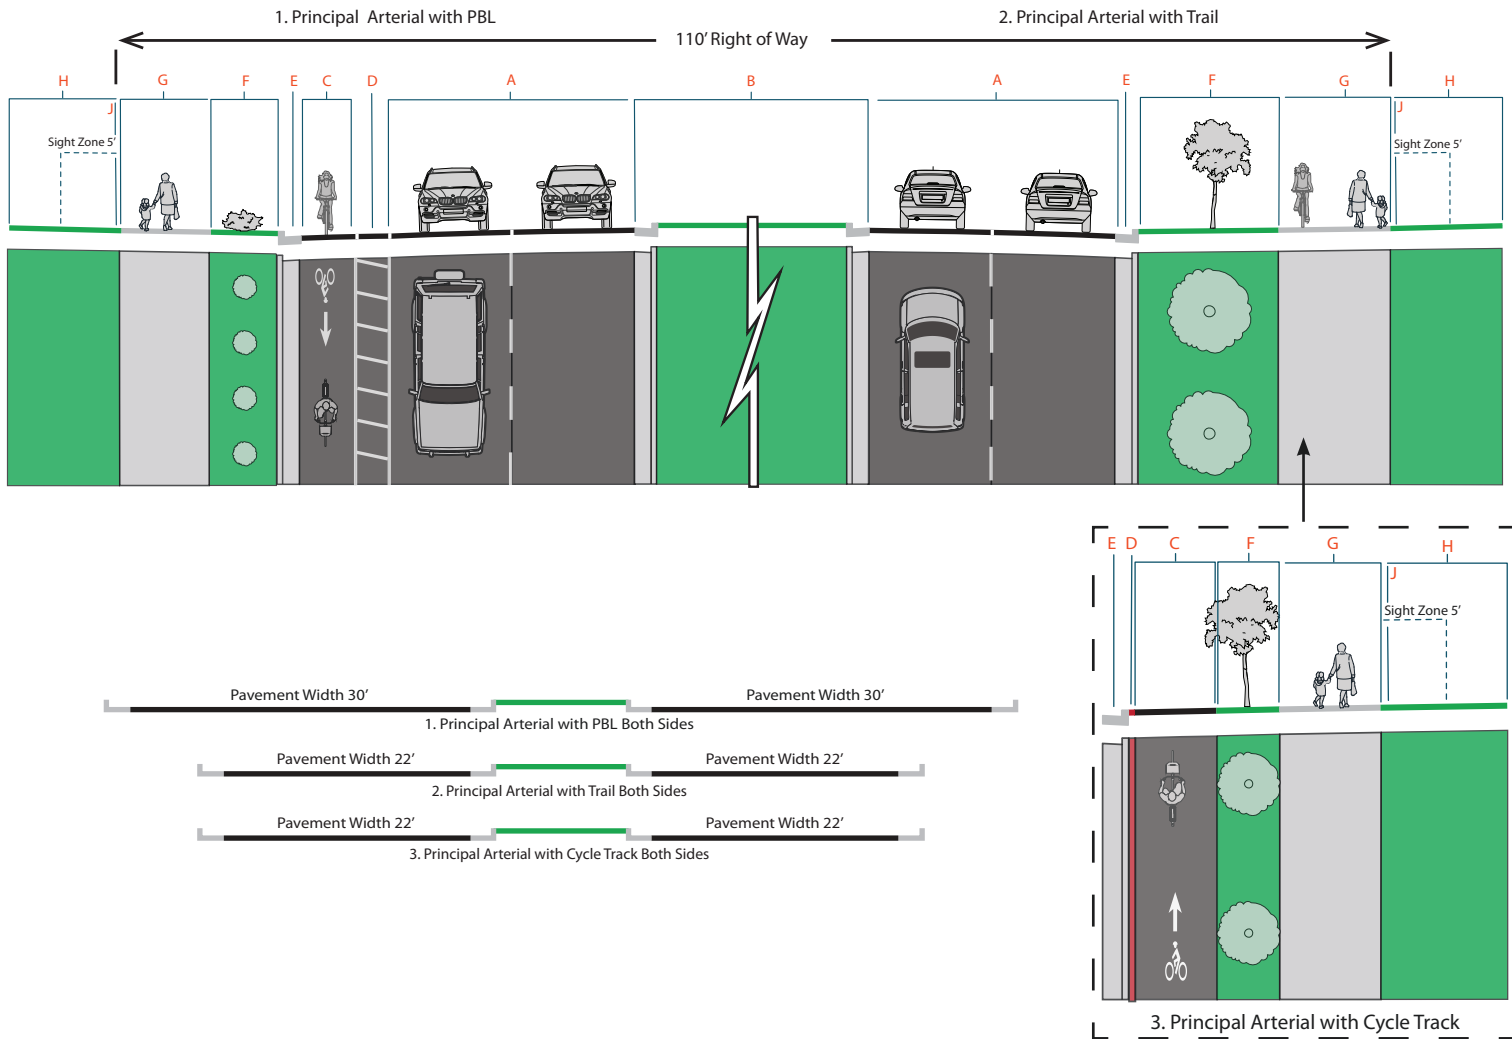 1. Principal Arterial with PBL
2. Principal Arterial with Trail
110' Right of Way
H G F E C D A B A E F G H
J J
Sight Zone 5'
Sight Zone 5'
E D C F G H
J
Sight Zone 5'
Pavement Width 30' Pavement Width 30'
1. Principal Arterial with PBL Both Sides
Pavement Width 22' Pavement Width 22'
2. Principal Arterial with Trail Both Sides
Pavement Width 22' Pavement Width 22'
3. Principal Arterial with Cycle Track Both Sides
3. Principal Arterial with Cycle Track